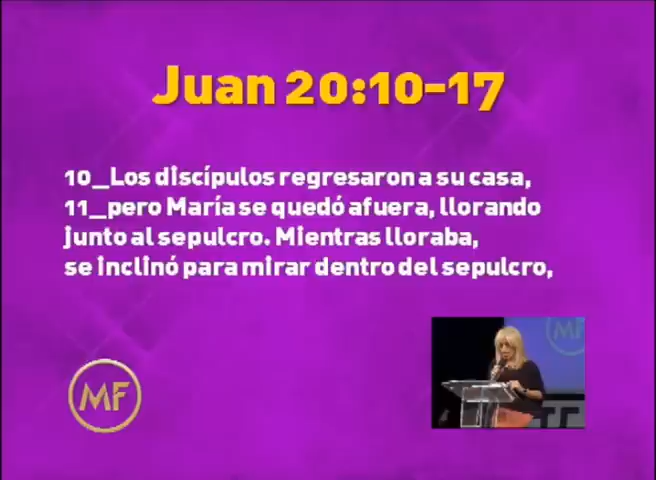 Juan 20:10-17
10_Los discípulos regresaron a su casa,
11_pero María se quedó afuera, llorando
junto al sepulcro. Mientras lloraba,
se inclinó para mirar dentro del sepulcro,
MF
MF